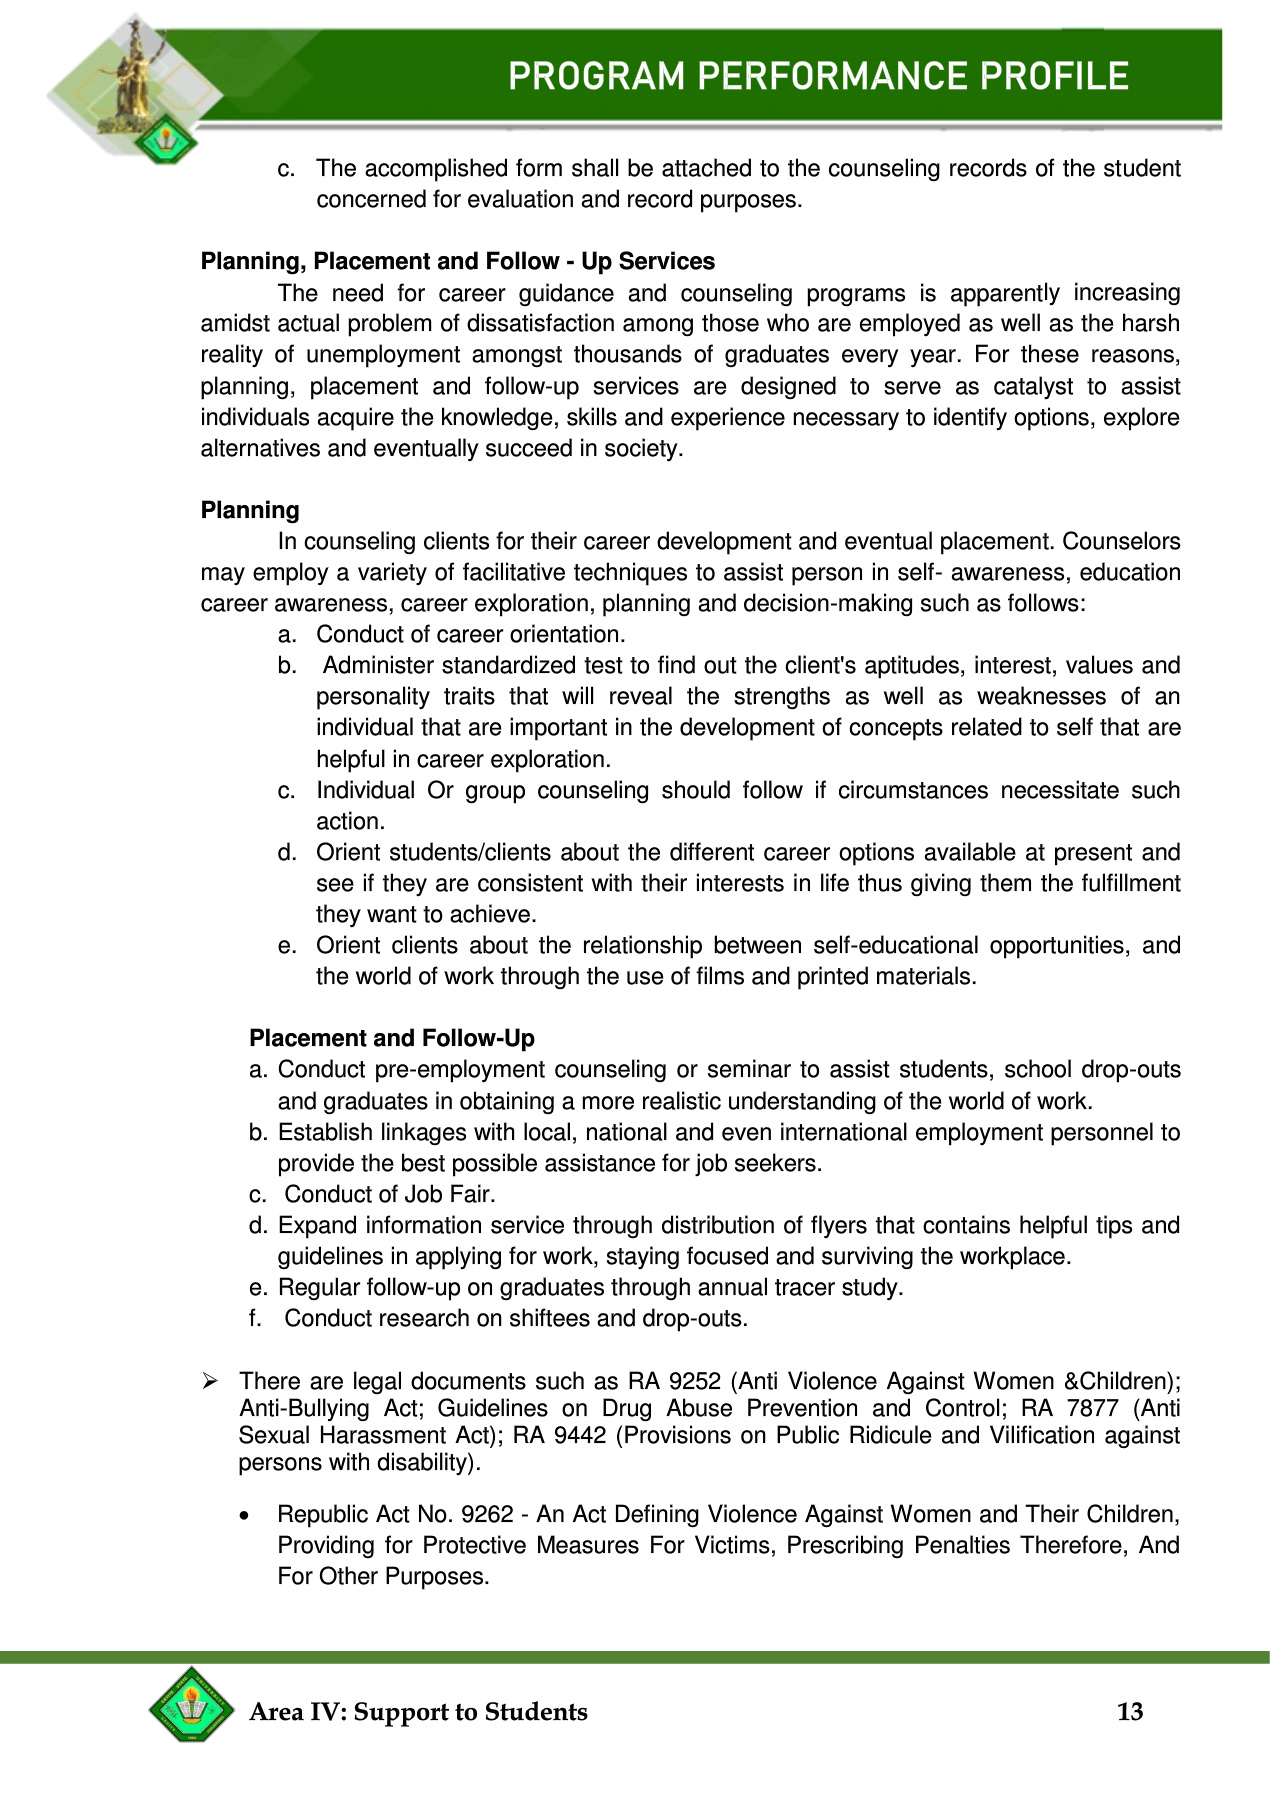 PROGRAM PERFORMANCE PROFILE
c. The accomplished form shall be attached to the counseling records of the student
concerned for evaluation and record purposes.
Planning, Placement and Follow - Up Services
The need for career guidance and counseling programs is apparently increasing
amidst actual problem of dissatisfaction among those who are employed as well as the harsh
reality of unemployment amongst thousands of graduates every year. For these reasons,
planning, placement and follow-up services are designed to serve as catalyst to assist
individuals acquire the knowledge, skills and experience necessary to identify options, explore
alternatives and eventually succeed in society.
Planning
In counseling clients for their career development and eventual placement. Counselors
may employ a variety of facilitative techniques to assist person in self- awareness, education
career awareness, career exploration, planning and decision-making such as follows:
a. Conduct of career orientation.
b. Administer standardized test to find out the client's aptitudes, interest, values and
personality traits that will reveal the strengths as well as weaknesses of an
individual that are important in the development of concepts related to self that are
helpful in career exploration.
c. Individual Or group counseling should follow if circumstances necessitate such
action.
d. Orient students/clients about the different career options available at present and
see if they are consistent with their interests in life thus giving them the fulfillment
they want to achieve.
e. Orient clients about the relationship between self-educational opportunities, and
the world of work through the use of films and printed materials.
Placement and Follow-Up
a. Conduct pre-employment counseling or seminar to assist students, school drop-outs
and graduates in obtaining a more realistic understanding of the world of work.
b. Establish linkages with local, national and even international employment personnel to
provide the best possible assistance for job seekers.
c. Conduct of Job Fair.
d. Expand information service through distribution of flyers that contains helpful tips and
guidelines in applying for work, staying focused and surviving the workplace.
e. Regular follow-up on graduates through annual tracer study.
f. Conduct research on shiftees and drop-outs.
➢ There are legal documents such as RA 9252 (Anti Violence Against Women &Children);
Anti-Bullying Act; Guidelines on Drug Abuse Prevention and Control; RA 7877 (Anti
Sexual Harassment Act); RA 9442 (Provisions on Public Ridicule and Vilification against
persons with disability).
• Republic Act No. 9262 - An Act Defining Violence Against Women and Their Children,
Providing for Protective Measures For Victims, Prescribing Penalties Therefore, And
For Other Purposes.
Area IV: Support to Students 13